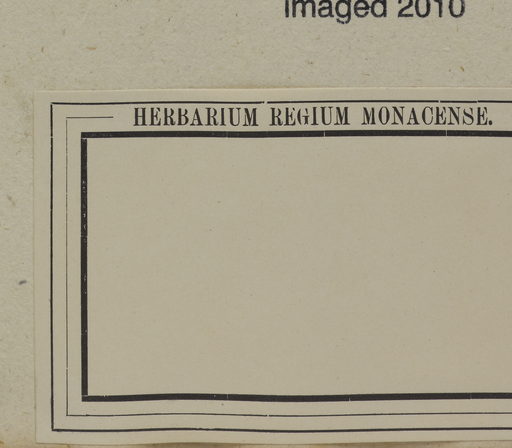 Imaged 2010
HERBARIUM REGIUM MONACENSE.